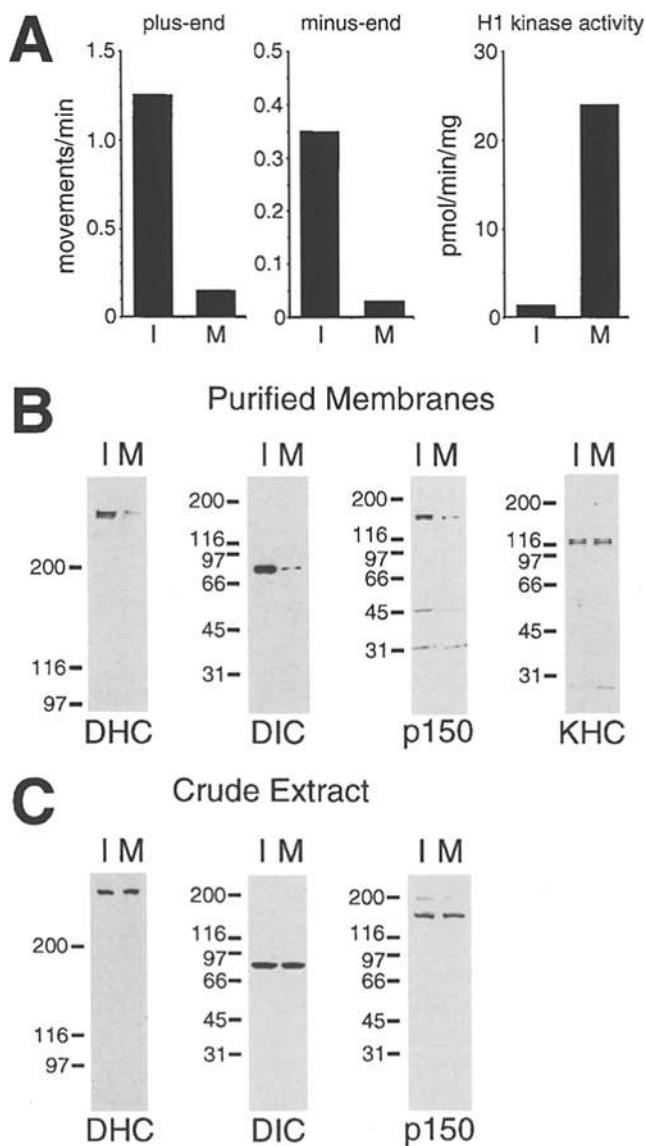 A
plus-end
minus-end
H1 kinase activity
movements/min
1.5
1.0
0.5
0
I M
0.5
0.4
0.3
0.2
0.1
0
I M
pmol/min/mg
30
20
10
0
I M
B
Purified Membranes
I M
200
116
97
DHC
I M
200
116
97
66
45
31
DIC
I M
200
116
97
66
45
31
p150
I M
200
116
97
66
45
31
KHC
C
Crude Extract
I M
200
116
97
DHC
I M
200
116
97
66
45
31
DIC
I M
200
116
97
66
45
31
p150